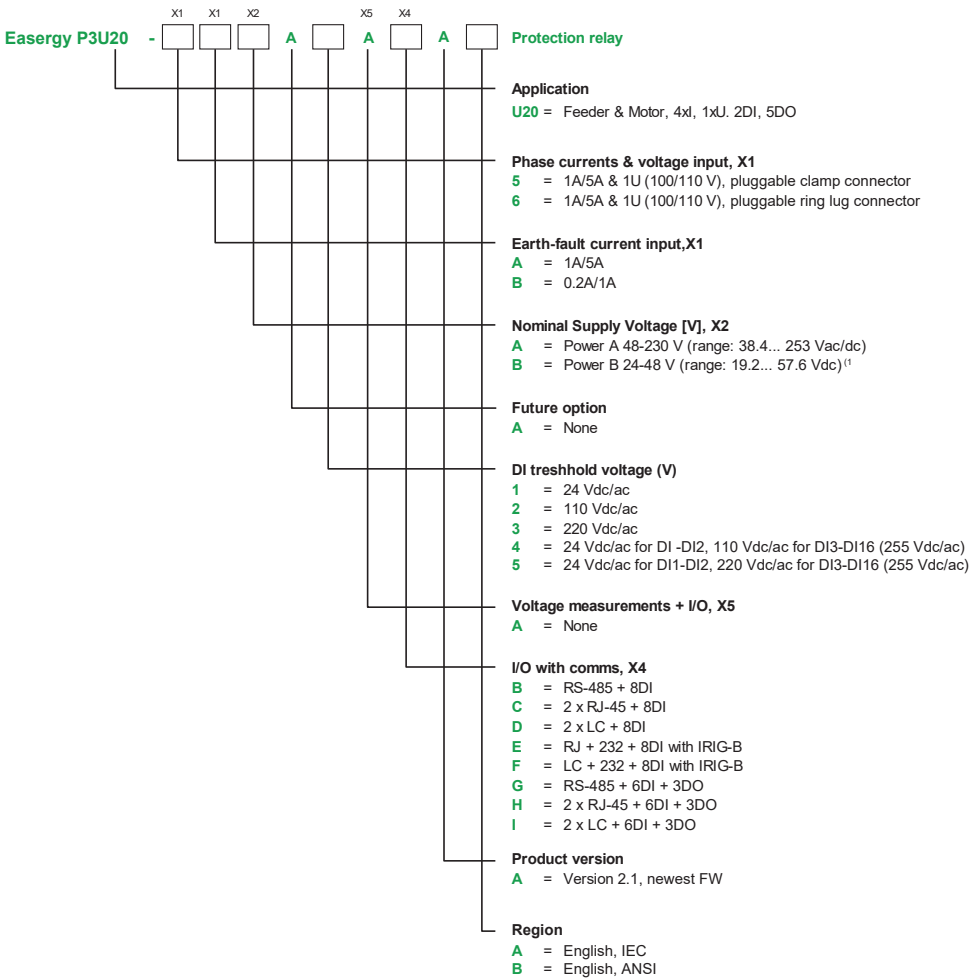 X1 X1 X2 X5 X4
Easergy P3U20 - A A A Protection relay
Application
U20 = Feeder & Motor, 4xI, 1xU. 2DI, 5DO
Phase currents & voltage input, X1
5 = 1A/5A & 1U (100/110 V), pluggable clamp connector
6 = 1A/5A & 1U (100/110 V), pluggable ring lug connector
Earth-fault current input,X1
A = 1A/5A
B = 0.2A/1A
Nominal Supply Voltage [V], X2
A = Power A 48-230 V (range: 38.4... 253 Vac/dc)
B = Power B 24-48 V (range: 19.2... 57.6 Vdc) (1
Future option
A = None
DI treshhold voltage (V)
1 = 24 Vdc/ac
2 = 110 Vdc/ac
3 = 220 Vdc/ac
4 = 24 Vdc/ac for DI -DI2, 110 Vdc/ac for DI3-DI16 (255 Vdc/ac)
5 = 24 Vdc/ac for DI1-DI2, 220 Vdc/ac for DI3-DI16 (255 Vdc/ac)
Voltage measurements + I/O, X5
A = None
I/O with comms, X4
B = RS-485 + 8DI
C = 2 x RJ-45 + 8DI
D = 2 x LC + 8DI
E = RJ + 232 + 8DI with IRIG-B
F = LC + 232 + 8DI with IRIG-B
G = RS-485 + 6DI + 3DO
H = 2 x RJ-45 + 6DI + 3DO
I = 2 x LC + 6DI + 3DO
Product version
A = Version 2.1, newest FW
Region
A = English, IEC
B = English, ANSI